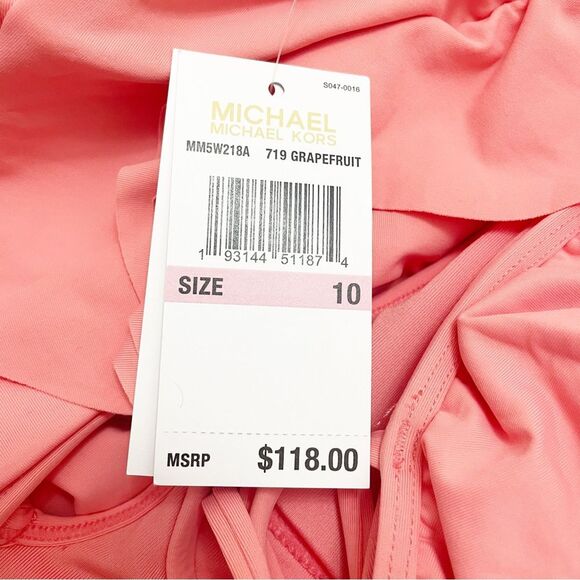 S047-0016
MICHAEL
MICHAEL KORS
MM5W218A 719 GRAPEFRUIT
1 93144 51187 4
SIZE 10
MSRP $118.00